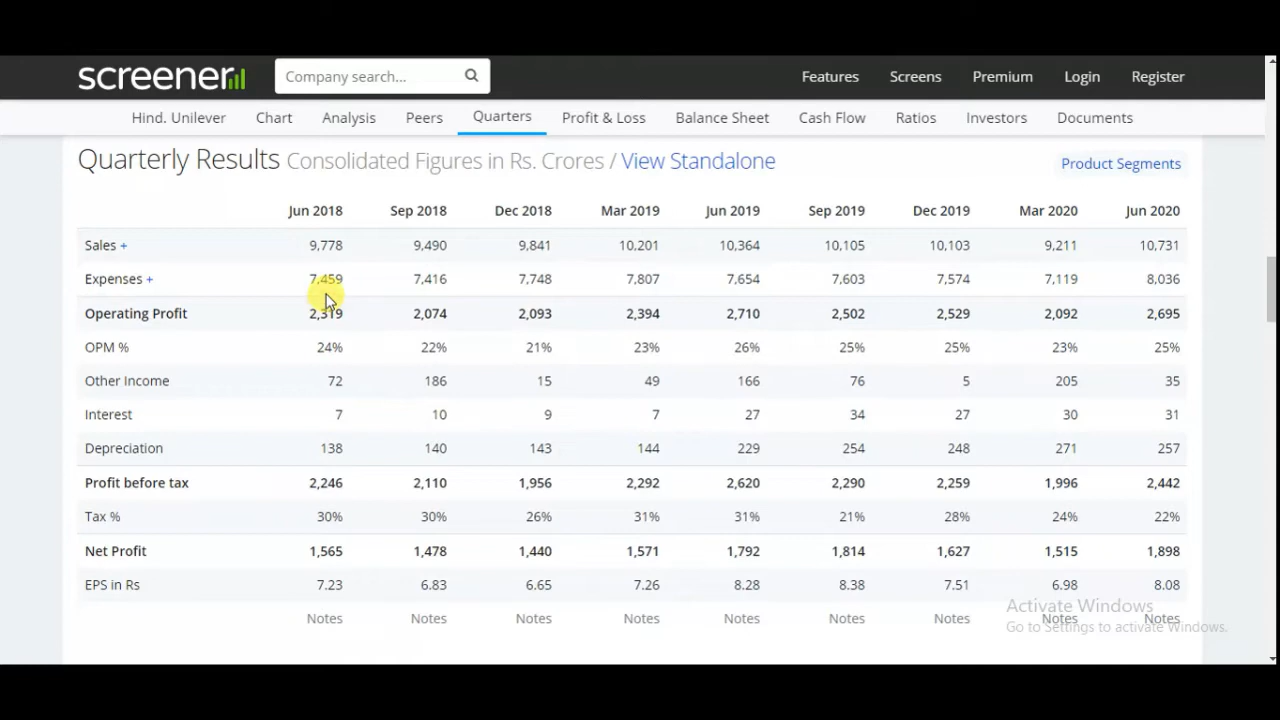 screener Company search... Features Screens Premium Login Register
Hind. Unilever Chart Analysis Peers Quarters Profit & Loss Balance Sheet Cash Flow Ratios Investors Documents
Quarterly Results Consolidated Figures in Rs. Crores / View Standalone Product Segments
Jun 2018 Sep 2018 Dec 2018 Mar 2019 Jun 2019 Sep 2019 Dec 2019 Mar 2020 Jun 2020
Sales + 9,778 9,490 9,841 10,201 10,364 10,105 10,103 9,211 10,731
Expenses + 7,459 7,416 7,748 7,807 7,654 7,603 7,574 7,119 8,036
Operating Profit 2,319 2,074 2,093 2,394 2,710 2,502 2,529 2,092 2,695
OPM % 24% 22% 21% 23% 26% 25% 25% 23% 25%
Other Income 72 186 15 49 166 76 5 205 35
Interest 7 10 9 7 27 34 27 30 31
Depreciation 138 140 143 144 229 254 248 271 257
Profit before tax 2,246 2,110 1,956 2,292 2,620 2,290 2,259 1,996 2,442
Tax % 30% 30% 26% 31% 31% 21% 28% 24% 22%
Net Profit 1,565 1,478 1,440 1,571 1,792 1,814 1,627 1,515 1,898
EPS in Rs 7.23 6.83 6.65 7.26 8.28 8.38 7.51 6.98 8.08
Notes Notes Notes Notes Notes Notes Notes Notes Notes
Activate Windows
Go to Settings to activate Windows.